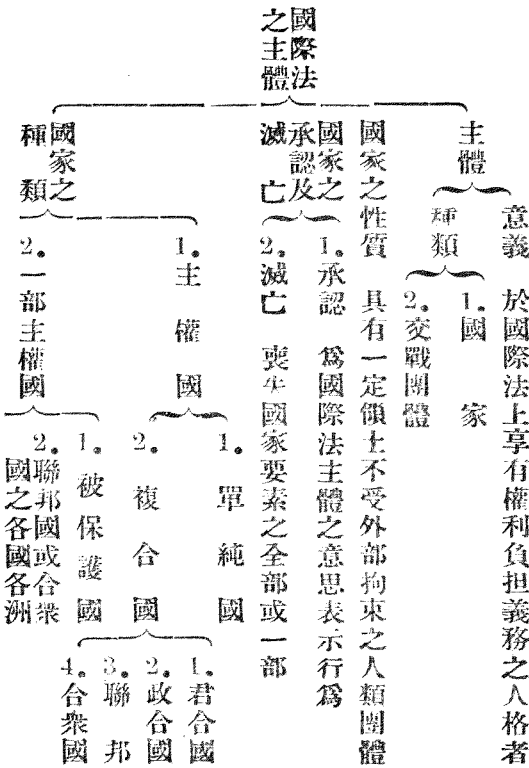 國際法
之主體
主體
意義 於國際法上享有權利負担義務之人格者
種類
1。國家
2。交戰團體
國家之性質 具有一定領土不受外部拘束之人類團體
國家之
承認及
滅亡
1。承認 爲國際法主體之意思表示行爲
2。滅亡 喪失國家要素之全部或一部
國家之
種類
1。主權國
1。單純國
2。複合國
1。君合國
2。政合國
3。聯邦
4。合衆國
2。一部主權國
1。被保護國
2。聯邦國或合衆
國之各國各洲